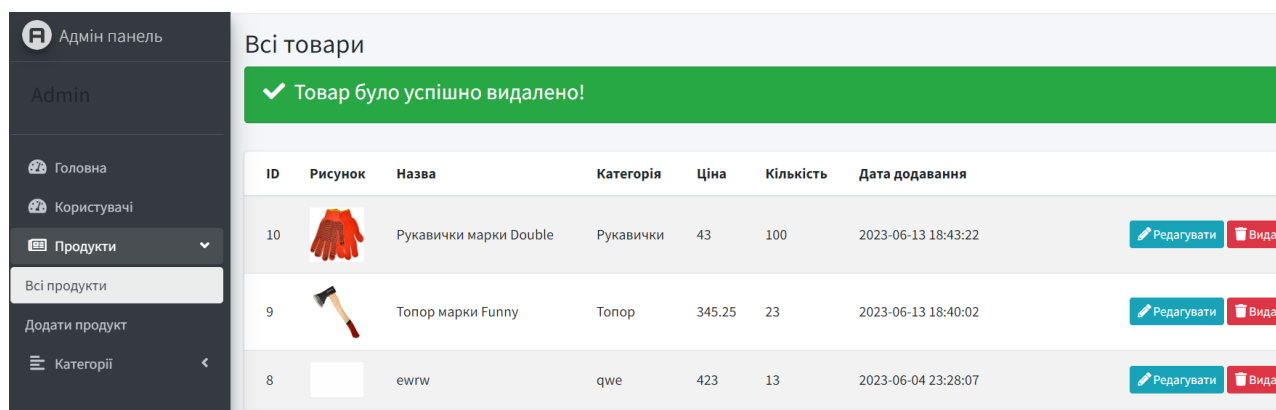 Адмін панель
Admin
Головна
Користувачі
Продукти
Всі продукти
Додати продукт
Категорії
Всі товари
Товар було успішно видалено!
ID Рисунок Назва Категорія Ціна Кількість Дата додавання
10 Рукавички марки Double Рукавички 43 100 2023-06-13 18:43:22 Редагувати Вида
9 Топор марки Funny Топор 345.25 23 2023-06-13 18:40:02 Редагувати Вида
8 ewrw qwe 423 13 2023-06-04 23:28:07 Редагувати Вида